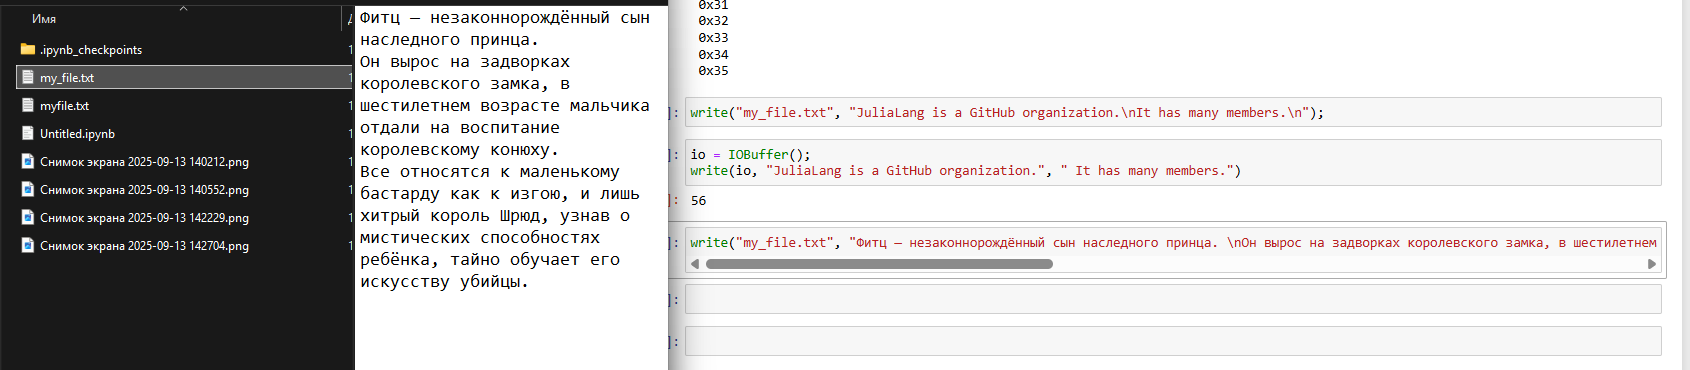 Имя
.ipynb_checkpoints
my_file.txt
myfile.txt
Untitled.ipynb
Снимок экрана 2025-09-13 140212.png
Снимок экрана 2025-09-13 140552.png
Снимок экрана 2025-09-13 142229.png
Снимок экрана 2025-09-13 142704.png
Фитц — незаконнорождённый сын
наследного принца.
Он вырос на задворках
королевского замка, в
шестилетнем возрасте мальчика
отдали на воспитание
королевскому конюху.
Все относятся к маленькому
бастарду как к изгою, и лишь
хитрый король Шрюд, узнав о
мистических способностях
ребёнка, тайно обучает его
искусству убийцы.
0x31
0x32
0x33
0x34
0x35
]: write("my_file.txt", "JuliaLang is a GitHub organization.\nIt has many members.\n");
]: io = IOBuffer();
write(io, "JuliaLang is a GitHub organization.", " It has many members.")
]: 56
]: write("my_file.txt", "Фитц — незаконнорождённый сын наследного принца. \nОн вырос на задворках королевского замка, в шестилетнем
]:
]: